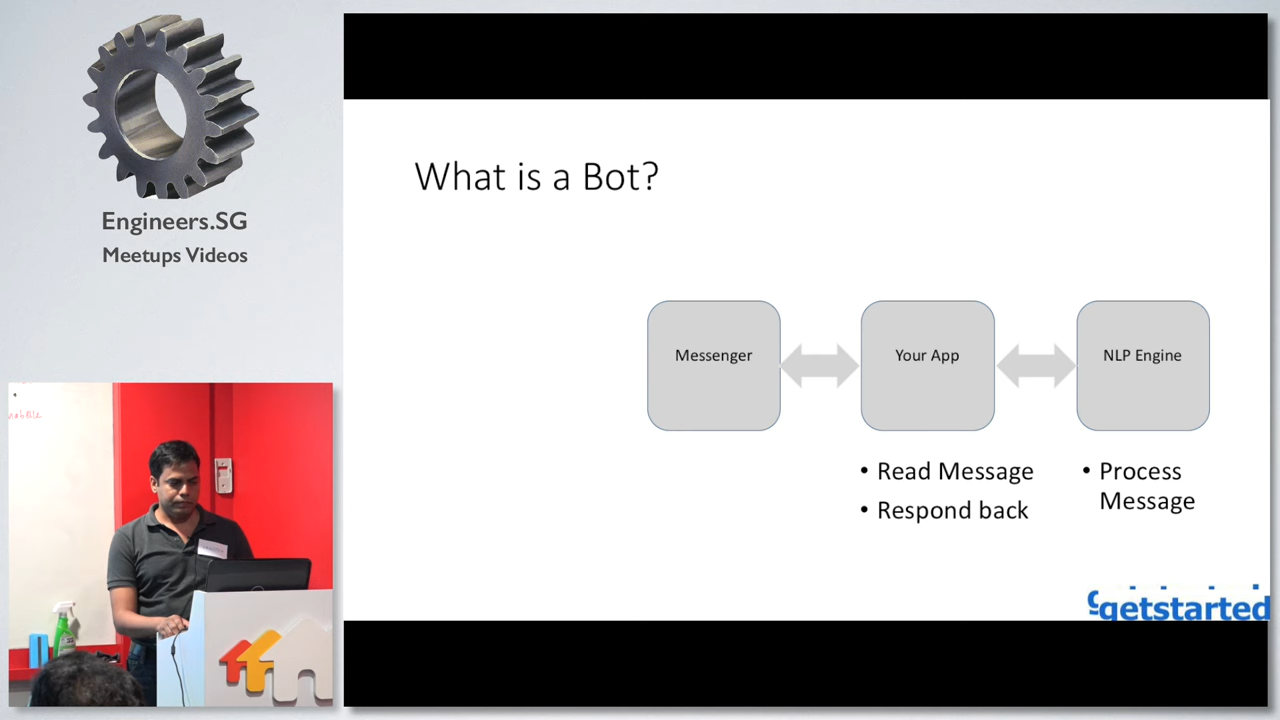 Engineers.SG
Meetups Videos
What is a Bot?
Messenger
Your App
NLP Engine
• Read Message
• Respond back
• Process
Message
getstarted